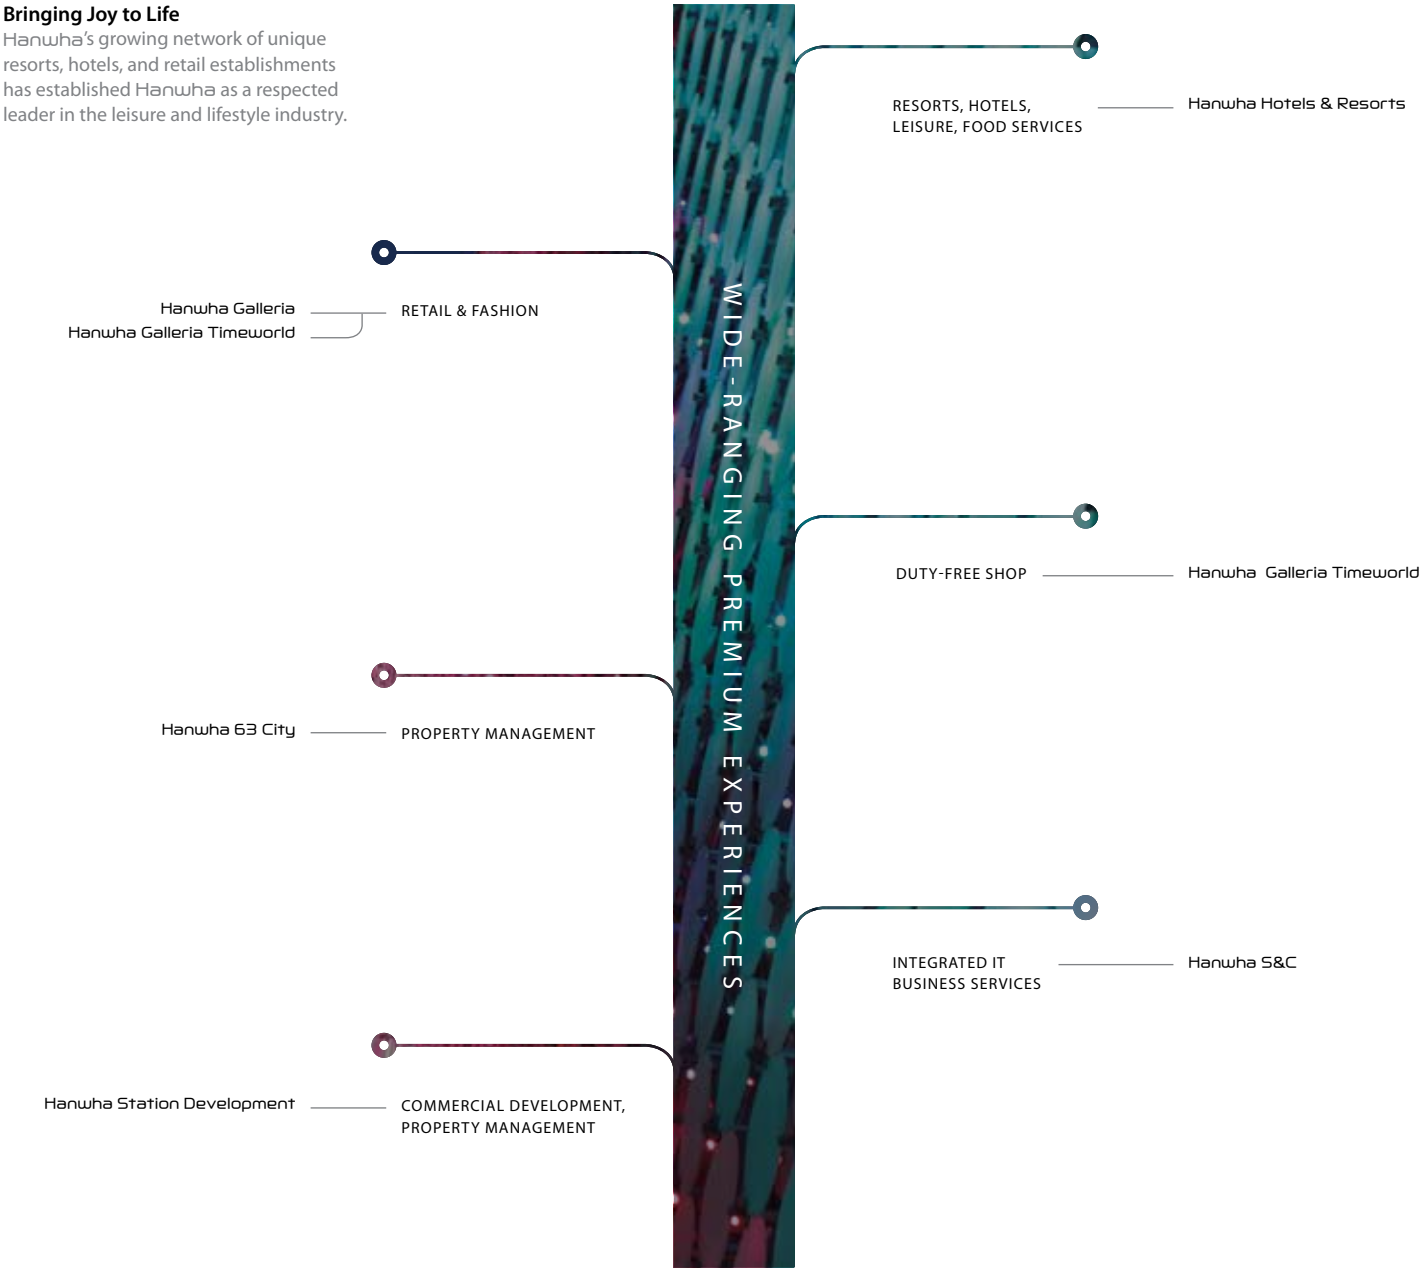 Bringing Joy to Life
Hanwha's growing network of unique
resorts, hotels, and retail establishments
has established Hanwha as a respected
leader in the leisure and lifestyle industry.
RESORTS, HOTELS,
LEISURE, FOOD SERVICES
Hanwha Hotels & Resorts
Hanwha Galleria
Hanwha Galleria Timeworld
RETAIL & FASHION
WIDE-RANGING PREMIUM EXPERIENCES
DUTY-FREE SHOP
Hanwha Galleria Timeworld
Hanwha 63 City
PROPERTY MANAGEMENT
INTEGRATED IT
BUSINESS SERVICES
Hanwha S&C
Hanwha Station Development
COMMERCIAL DEVELOPMENT,
PROPERTY MANAGEMENT